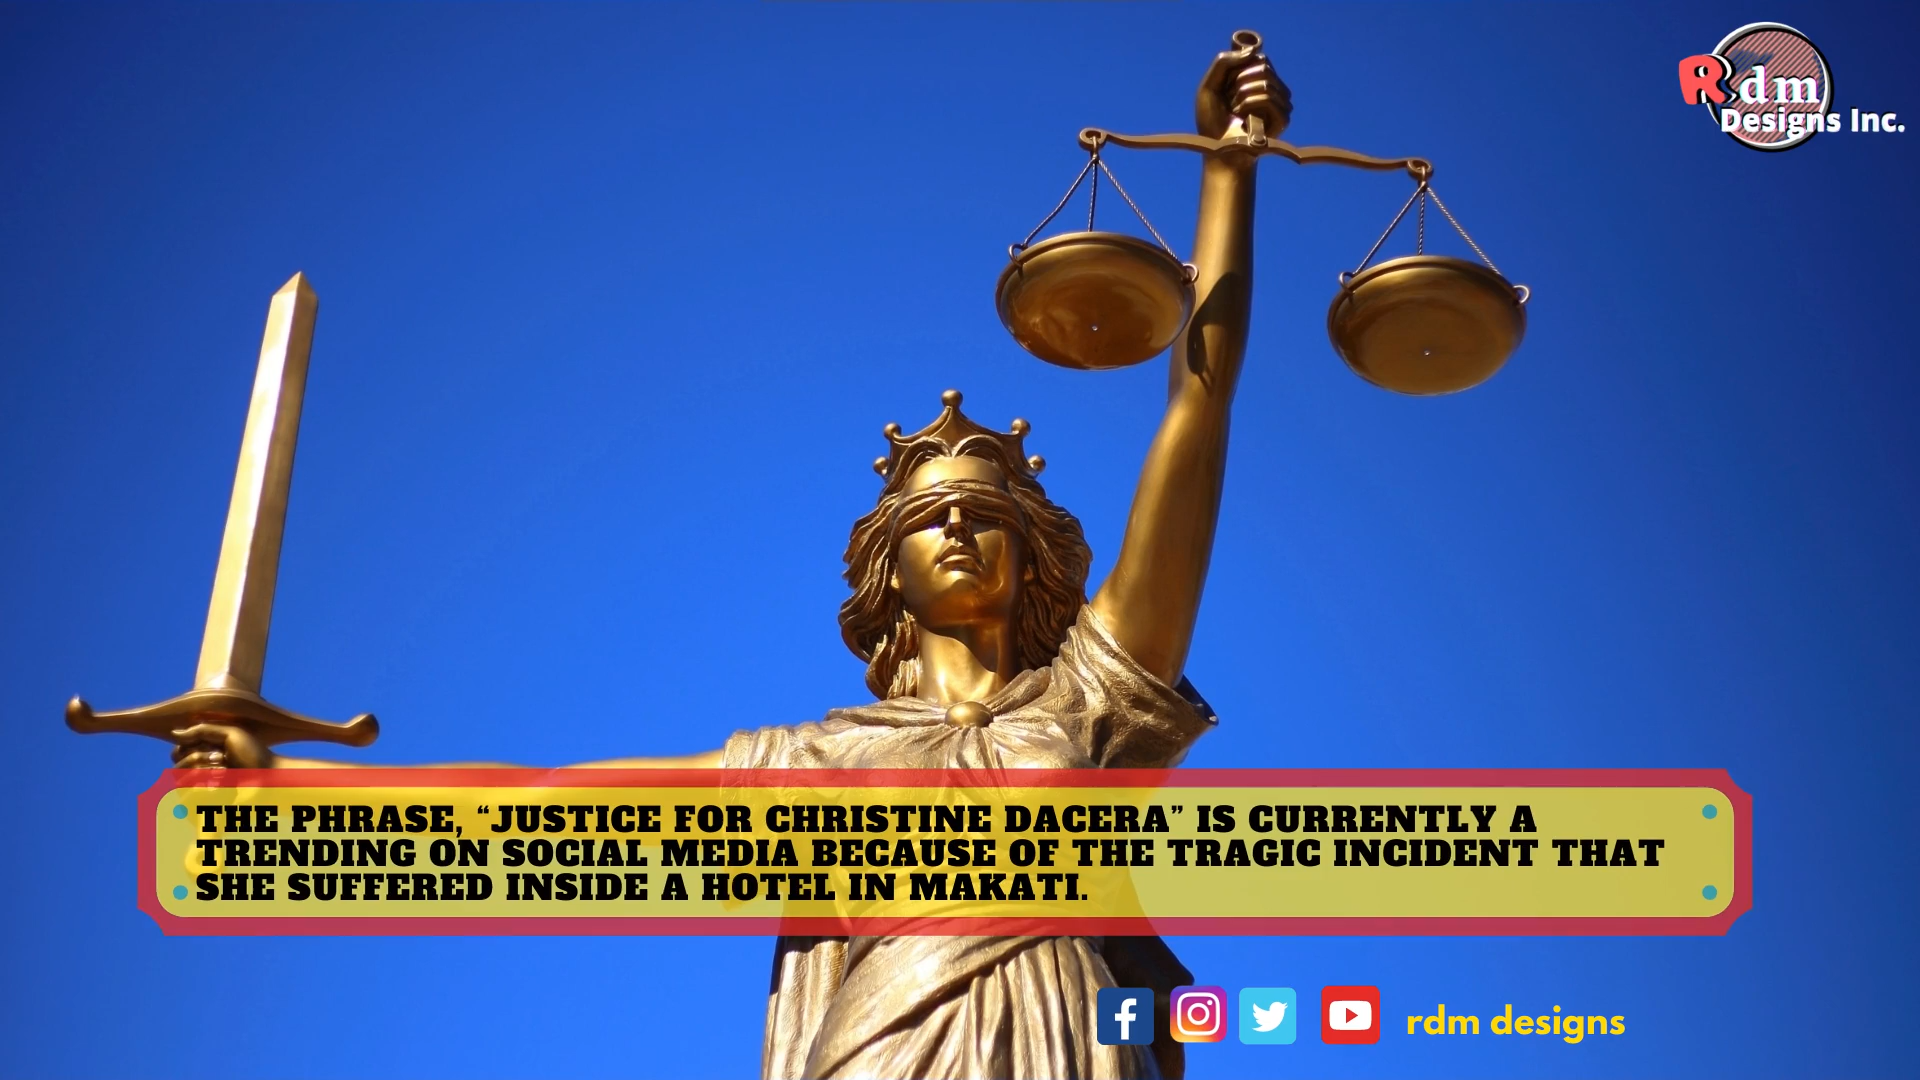 Rdm
Designs Inc.
THE PHRASE, “JUSTICE FOR CHRISTINE DACERA” IS CURRENTLY A
TRENDING ON SOCIAL MEDIA BECAUSE OF THE TRAGIC INCIDENT THAT
SHE SUFFERED INSIDE A HOTEL IN MAKATI.
rdm designs